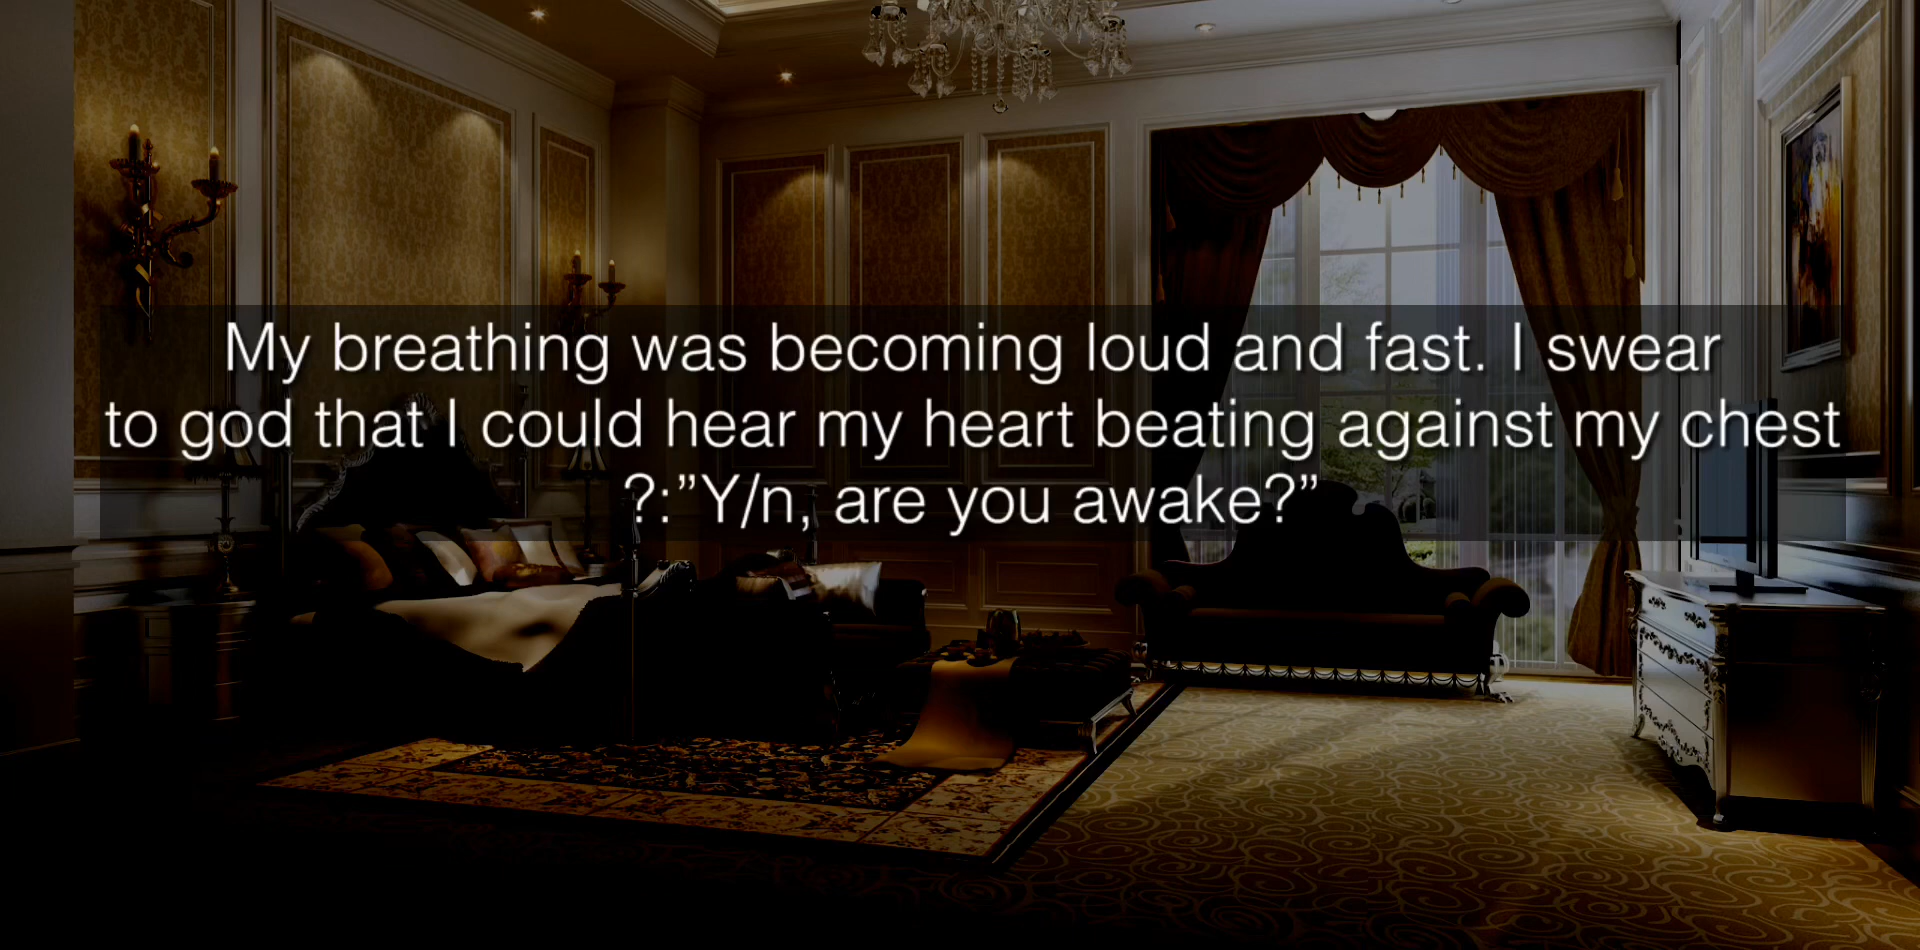 My breathing was becoming loud and fast. I swear
to god that I could hear my heart beating against my chest
?:”Y/n, are you awake?”